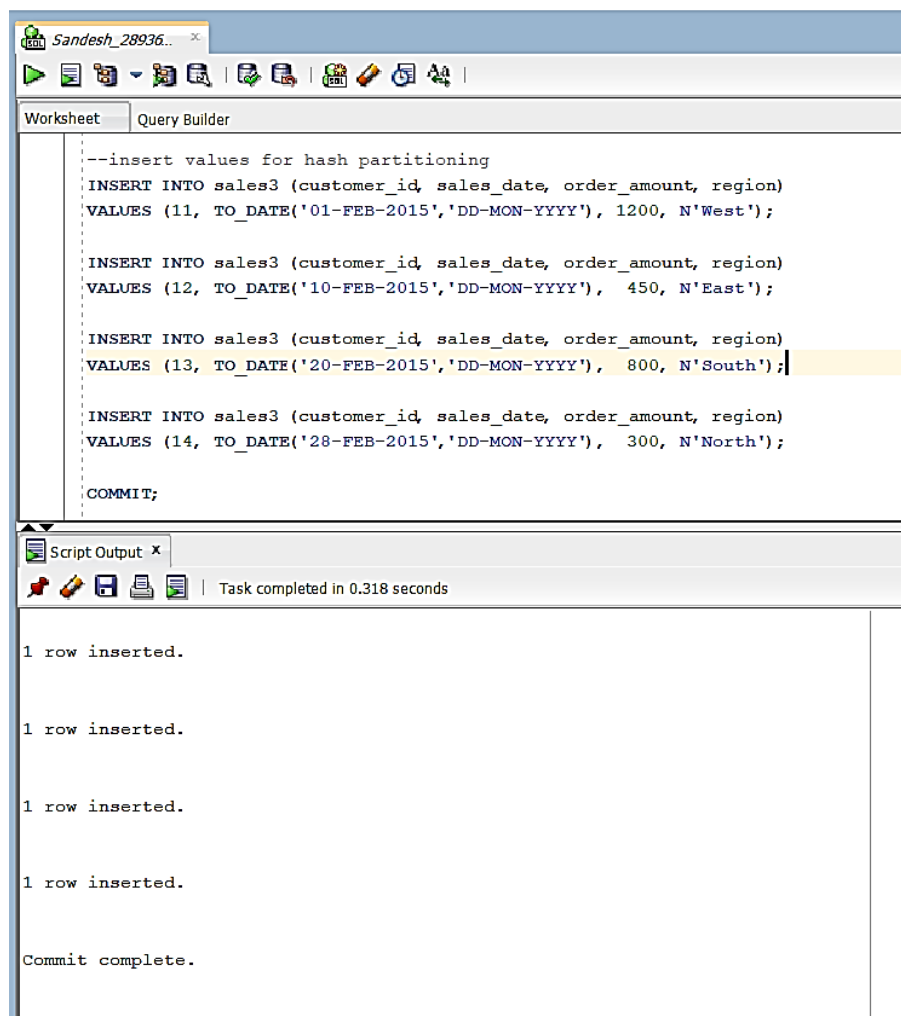 Sandesh_28936...
Worksheet Query Builder
--insert values for hash partitioning
INSERT INTO sales3 (customer_id, sales_date, order_amount, region)
VALUES (11, TO_DATE('01-FEB-2015','DD-MON-YYYY'), 1200, N'West');
INSERT INTO sales3 (customer_id, sales_date, order_amount, region)
VALUES (12, TO_DATE('10-FEB-2015','DD-MON-YYYY'), 450, N'East');
INSERT INTO sales3 (customer_id, sales_date, order_amount, region)
VALUES (13, TO_DATE('20-FEB-2015','DD-MON-YYYY'), 800, N'South');
INSERT INTO sales3 (customer_id, sales_date, order_amount, region)
VALUES (14, TO_DATE('28-FEB-2015','DD-MON-YYYY'), 300, N'North');
COMMIT;
Script Output x
Task completed in 0.318 seconds
1 row inserted.
1 row inserted.
1 row inserted.
1 row inserted.
Commit complete.